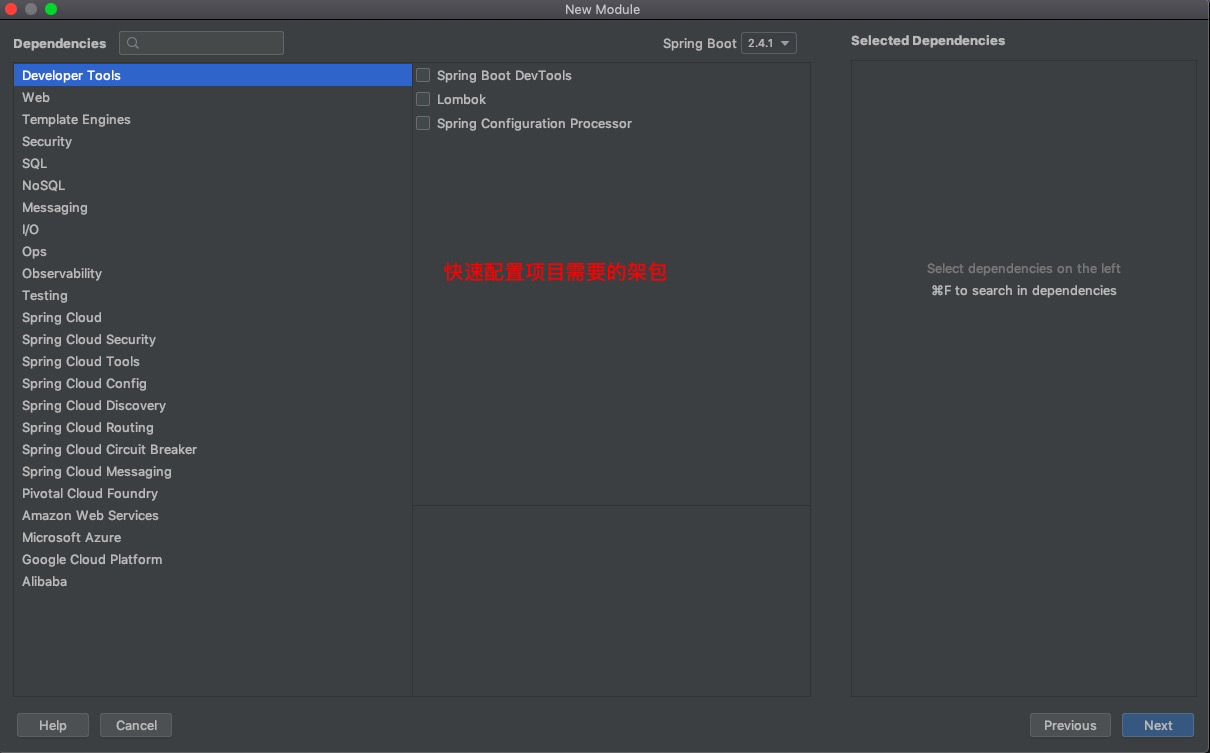 New Module
Dependencies
Spring Boot 2.4.1
Selected Dependencies
Developer Tools
Web
Template Engines
Security
SQL
NoSQL
Messaging
I/O
Ops
Observability
Testing
Spring Cloud
Spring Cloud Security
Spring Cloud Tools
Spring Cloud Config
Spring Cloud Discovery
Spring Cloud Routing
Spring Cloud Circuit Breaker
Spring Cloud Messaging
Pivotal Cloud Foundry
Amazon Web Services
Microsoft Azure
Google Cloud Platform
Alibaba
Spring Boot DevTools
Lombok
Spring Configuration Processor
快速配置项目需要的架包
Select dependencies on the left
⌘F to search in dependencies
Help
Cancel
Previous
Next